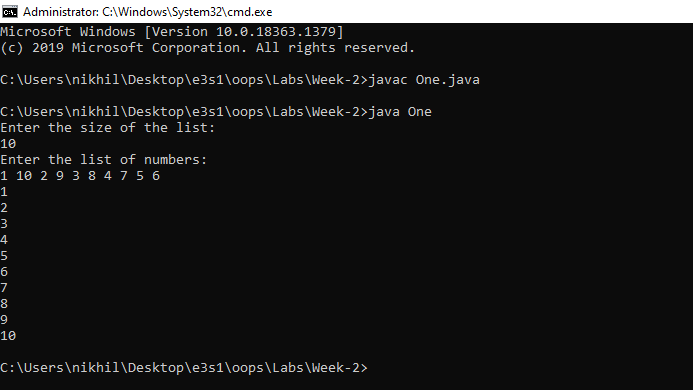 Administrator: C:\Windows\System32\cmd.exe
Microsoft Windows [Version 10.0.18363.1379]
(c) 2019 Microsoft Corporation. All rights reserved.
C:\Users\nikhil\Desktop\e3s1\oops\Labs\Week-2>javac One.java
C:\Users\nikhil\Desktop\e3s1\oops\Labs\Week-2>java One
Enter the size of the list:
10
Enter the list of numbers:
1 10 2 9 3 8 4 7 5 6
1
2
3
4
5
6
7
8
9
10
C:\Users\nikhil\Desktop\e3s1\oops\Labs\Week-2>